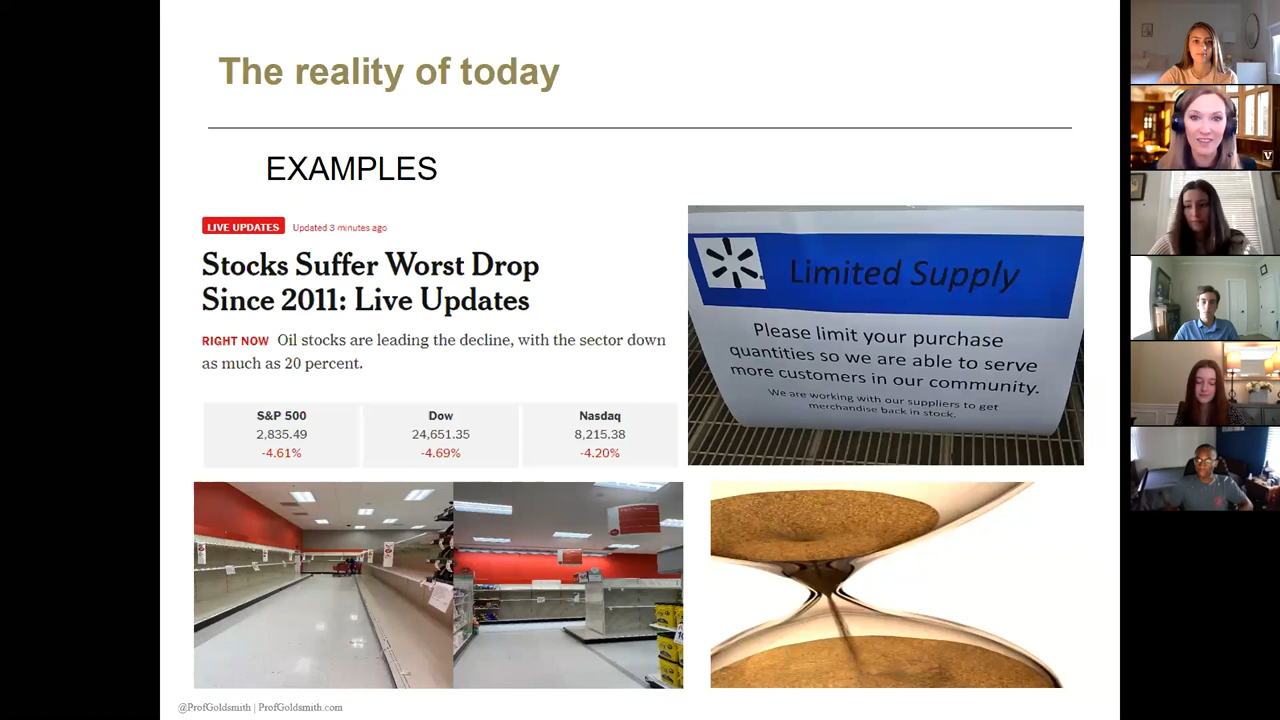 The reality of today
EXAMPLES
LIVE UPDATES Updated 3 minutes ago
Stocks Suffer Worst Drop
Since 2011: Live Updates
RIGHT NOW Oil stocks are leading the decline, with the sector down
as much as 20 percent.
S&P 500 Dow Nasdaq
2,835.49 24,651.35 8,215.38
-4.61% -4.69% -4.20%
Limited Supply
Please limit your purchase
quantities so we are able to serve
more customers in our community.
We are working with our suppliers to get
merchandise back in stock.
@ProfGoldsmith | ProfGoldsmith.com
V